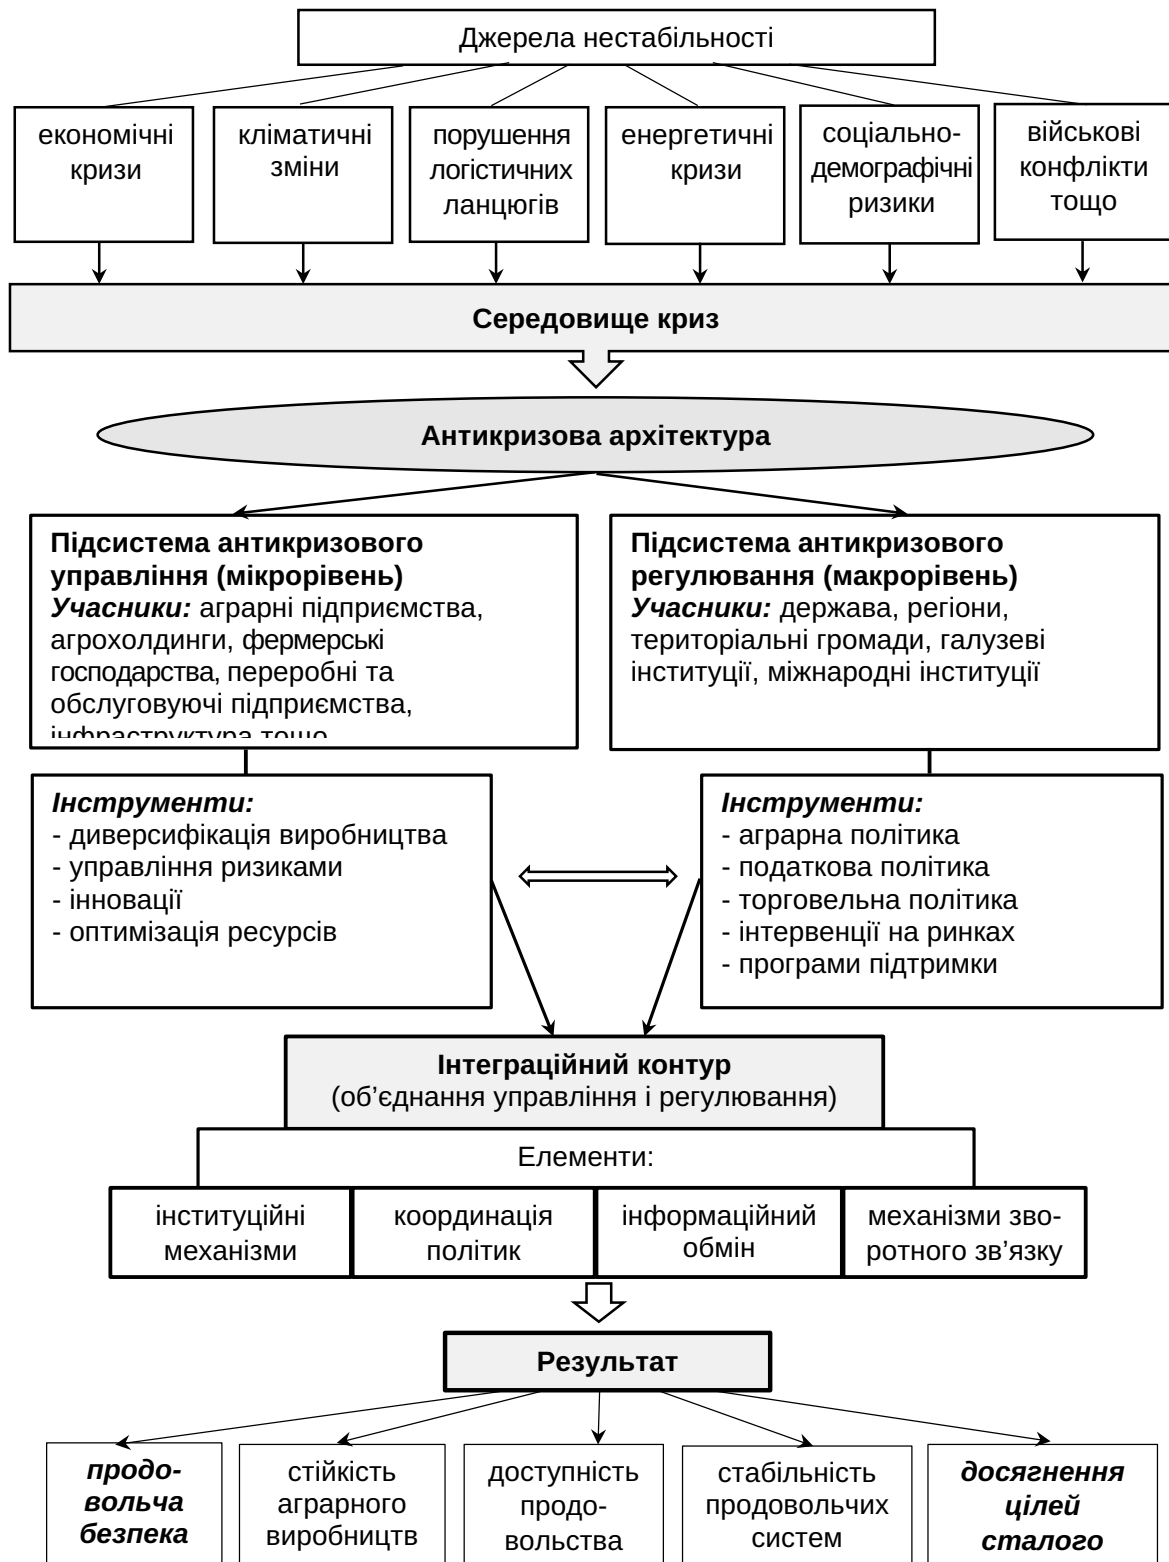 Джерела нестабільності
економічні
кризи
кліматичні
зміни
порушення
логістичних
ланцюгів
енергетичні
кризи
соціально-
демографічні
ризики
військові
конфлікти
тощо
Середовище криз
Антикризова архітектура
Підсистема антикризового
управління (мікрорівень)
Учасники: аграрні підприємства,
агрохолдинги, фермерські
господарства, переробні та
обслуговуючі підприємства,
інфраструктура тощо
Підсистема антикризового
регулювання (макрорівень)
Учасники: держава, регіони,
територіальні громади, галузеві
інституції, міжнародні інституції
Інструменти:
- диверсифікація виробництва
- управління ризиками
- інновації
- оптимізація ресурсів
Інструменти:
- аграрна політика
- податкова політика
- торговельна політика
- інтервенції на ринках
- програми підтримки
Інтеграційний контур
(об’єднання управління і регулювання)
Елементи:
інституційні
механізми
координація
політик
інформаційний
обмін
механізми зво-
ротного зв’язку
Результат
продо-
вольча
безпека
стійкість
аграрного
виробництв
доступність
продо-
вольства
стабільність
продовольчих
систем
досягнення
цілей
сталого